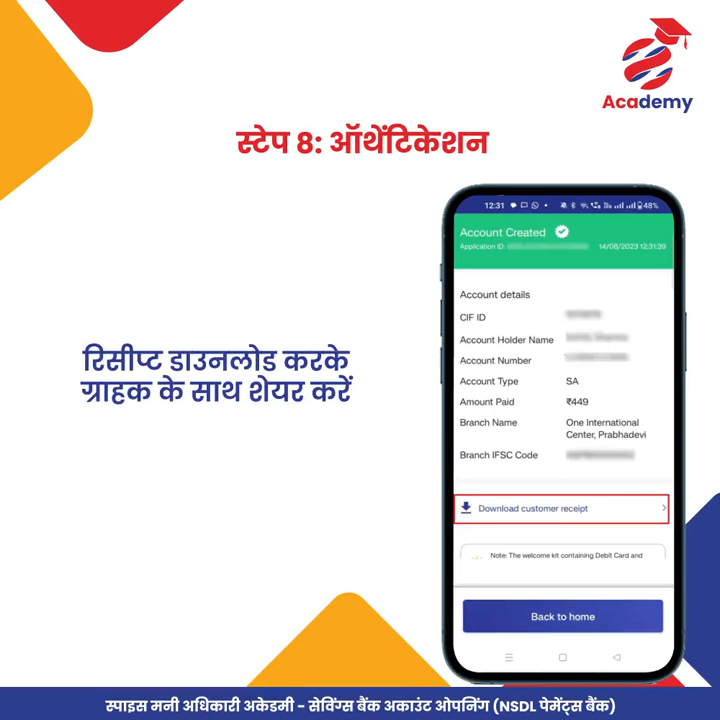 Academy
स्टेप 8: ऑथेंटिकेशन
12:31
48%
Account Created
Application ID:
14/08/2023 12:31:39
Account details
CIF ID
Account Holder Name
Account Number
Account Type SA
Amount Paid ₹449
Branch Name One International
Center, Prabhadevi
Branch IFSC Code
Download customer receipt
Note: The welcome kit containing Debit Card and
Back to home
रिसीप्ट डाउनलोड करके
ग्राहक के साथ शेयर करें
स्पाइस मनी अधिकारी अकेडमी - सेविंग्स बैंक अकाउंट ओपनिंग (NSDL पेमेंट्स बैंक)